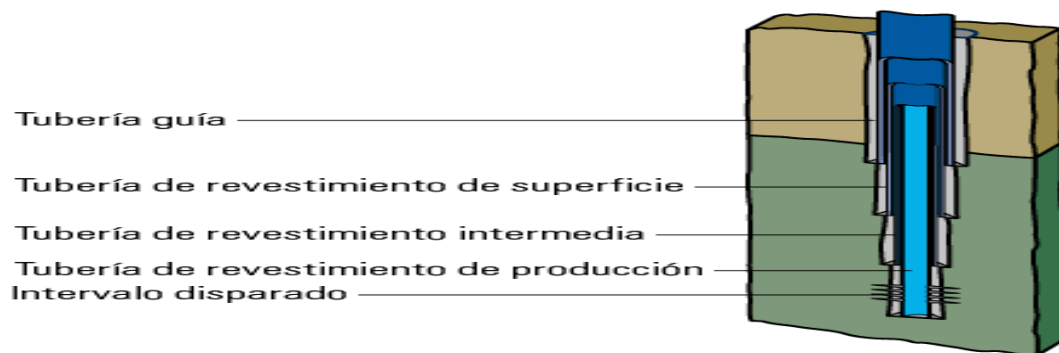 Tubería guía
Tubería de revestimiento de superficie
Tubería de revestimiento intermedia
Tubería de revestimiento de producción
Intervalo disparado